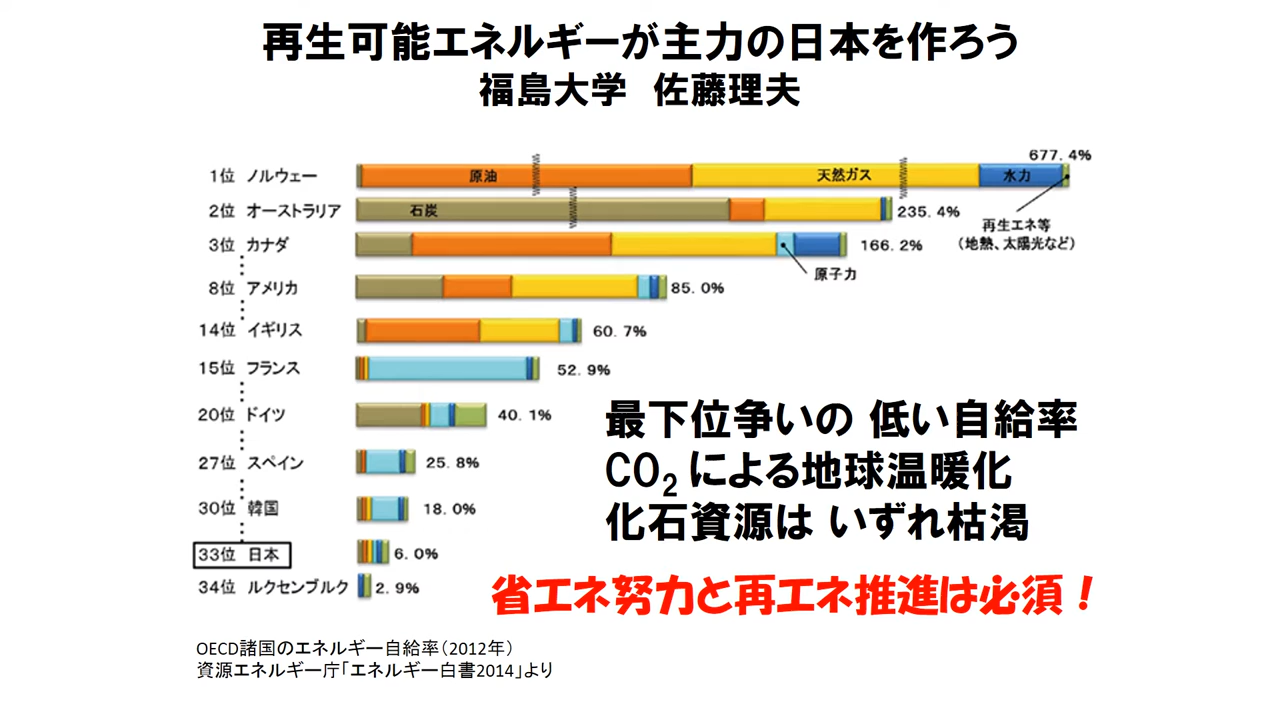 再生可能エネルギーが主力の日本を作ろう
福島大学　佐藤理夫
677.4%
1位 ノルウェー 原油 天然ガス 水力
2位 オーストラリア 石炭 235.4%
再生エネ等
（地熱、太陽光など）
3位 カナダ 166.2%
原子力
8位 アメリカ 85.0%
14位 イギリス 60.7%
15位 フランス 52.9%
20位 ドイツ 40.1%
27位 スペイン 25.8%
30位 韓国 18.0%
33位 日本 6.0%
34位 ルクセンブルク 2.9%
最下位争いの 低い自給率
CO₂による地球温暖化
化石資源は いずれ枯渇
省エネ努力と再エネ推進は必須！
OECD諸国のエネルギー自給率（2012年）
資源エネルギー庁「エネルギー白書2014」より